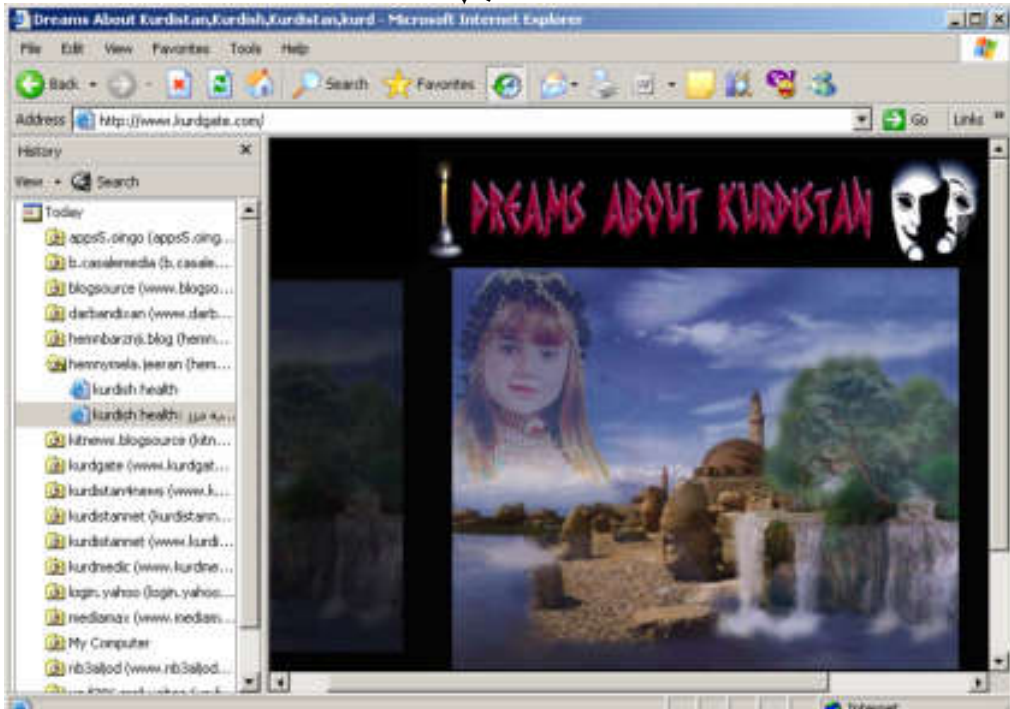 Dreams About Kurdistan,Kurdish,Kurdistan,kurd - Microsoft Internet Explorer
File Edit View Favorites Tools Help
Back Search Favorites
Address http://www.kurdgate.com/ Go Links »
History
View Search
DREAMS ABOUT KURDISTAN
Today
apps5.oingo (apps5.oing...
b.casalemedia (b.casale...
blogsource (www.blogso...
darbandixan (www.darb...
hemnbarznji.blog (hemn...
hemnymela.jeeran (hem...
kurdish health
kurdish health
kitnews.blogsource (kitn...
kurdgate (www.kurdgat...
kurdistan4news (www.k...
kurdistannet (kurdistann...
kurdistannet (www.kurdi...
kurdmedic (www.kurdme...
login.yahoo (login.yahoo...
mediamax (www.mediam...
My Computer
nb3aljod (www.nb3aljod...
Internet